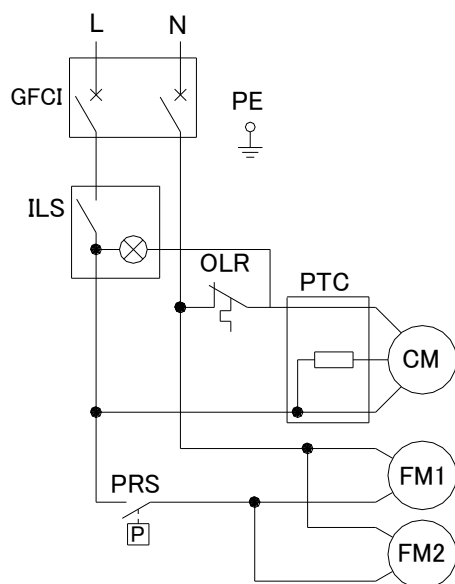 L N
GFCI
PE
ILS
OLR
PTC
CM
PRS
P
FM1
FM2